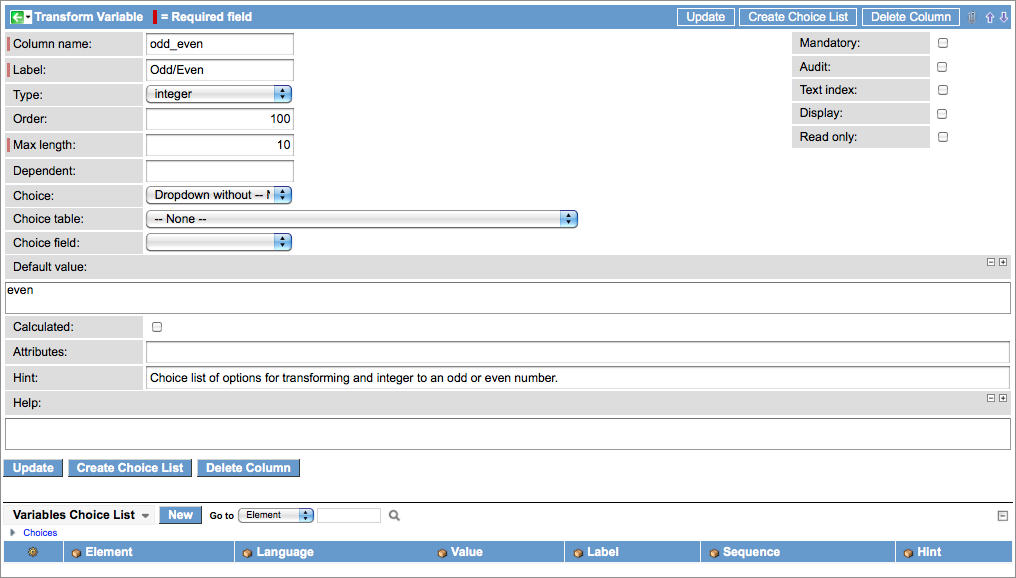 Transform Variable = Required field Update Create Choice List Delete Column
Column name: odd_even Mandatory:
Label: Odd/Even Audit:
Type: integer Text index:
Order: 100 Display:
Max length: 10 Read only:
Dependent:
Choice: Dropdown without --
Choice table: -- None --
Choice field:
Default value:
even
Calculated:
Attributes:
Hint: Choice list of options for transforming and integer to an odd or even number.
Help:
Update Create Choice List Delete Column
Variables Choice List New Go to Element
Choices
Element Language Value Label Sequence Hint